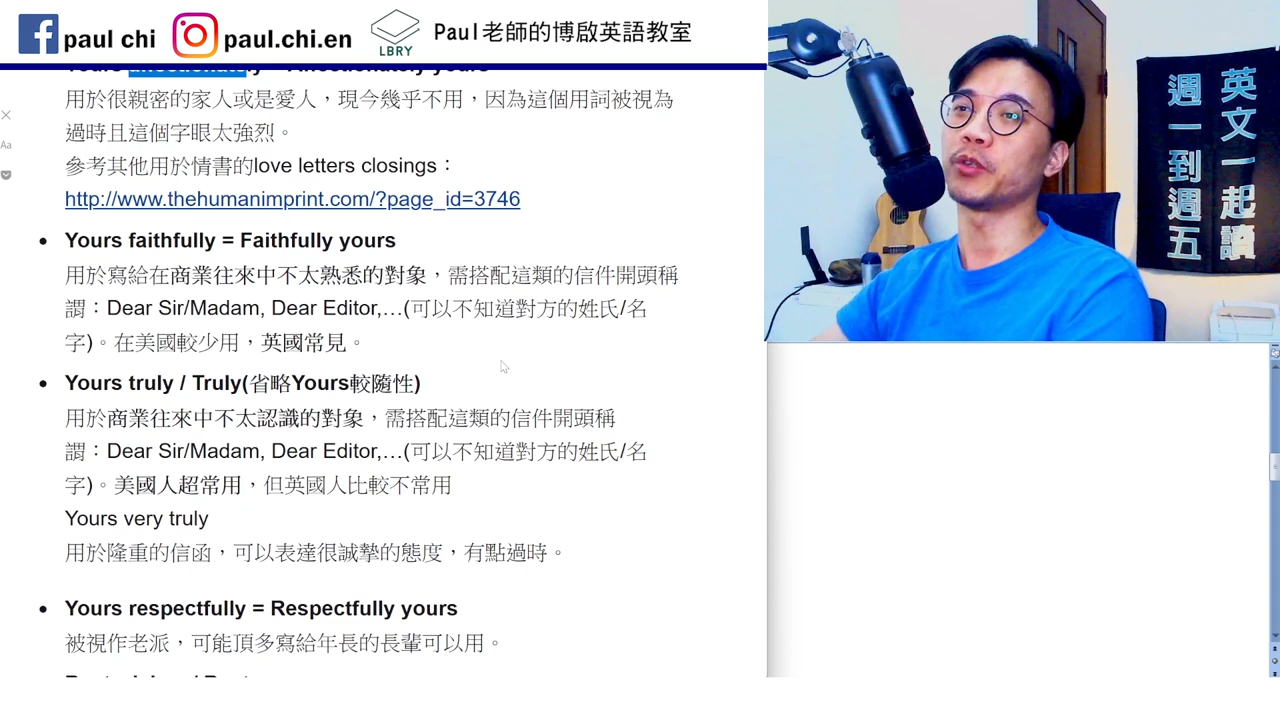 paul chi
paul.chi.en
LBRY
Paul老師的博啟英語教室
Yours affectionately = Affectionately yours
用於很親密的家人或是愛人，現今幾乎不用，因為這個用詞被視為
過時且這個字眼太強烈。
參考其他用於情書的love letters closings：
http://www.thehumanimprint.com/?page_id=3746
Yours faithfully = Faithfully yours
用於寫給在商業往來中不太熟悉的對象，需搭配這類的信件開頭稱
謂：Dear Sir/Madam, Dear Editor,…(可以不知道對方的姓氏/名
字)。在美國較少用，英國常見。
Yours truly / Truly(省略Yours較隨性)
用於商業往來中不太認識的對象，需搭配這類的信件開頭稱
謂：Dear Sir/Madam, Dear Editor,…(可以不知道對方的姓氏/名
字)。美國人超常用，但英國人比較不常用
Yours very truly
用於隆重的信函，可以表達很誠摯的態度，有點過時。
Yours respectfully = Respectfully yours
被視作老派，可能頂多寫給年長的長輩可以用。
Aa
英文一起讀
週一到週五